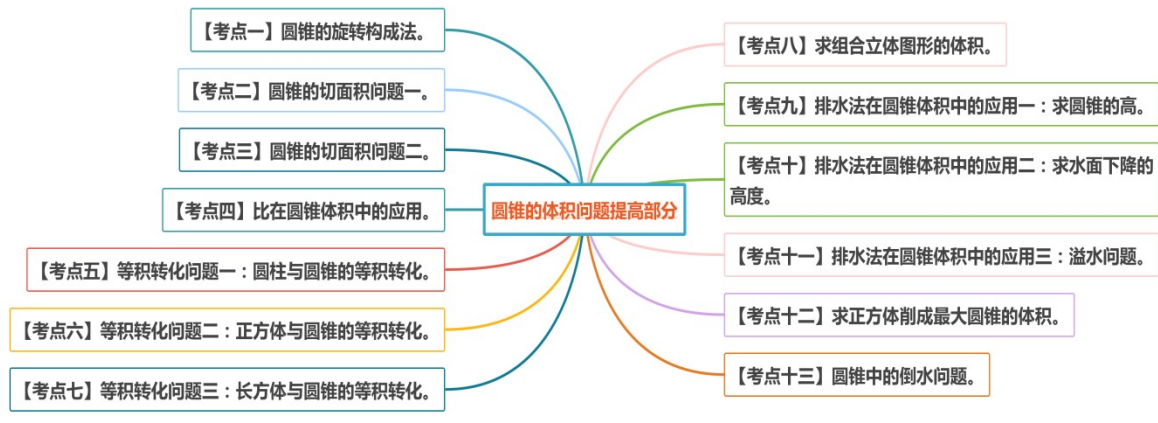 【考点一】圆锥的旋转构成法。
【考点二】圆锥的切面积问题一。
【考点三】圆锥的切面积问题二。
【考点四】比在圆锥体积中的应用。
【考点五】等积转化问题一：圆柱与圆锥的等积转化。
【考点六】等积转化问题二：正方体与圆锥的等积转化。
【考点七】等积转化问题三：长方体与圆锥的等积转化。
圆锥的体积问题提高部分
【考点八】求组合立体图形的体积。
【考点九】排水法在圆锥体积中的应用一：求圆锥的高。
【考点十】排水法在圆锥体积中的应用二：求水面下降的
高度。
【考点十一】排水法在圆锥体积中的应用三：溢水问题。
【考点十二】求正方体削成最大圆锥的体积。
【考点十三】圆锥中的倒水问题。